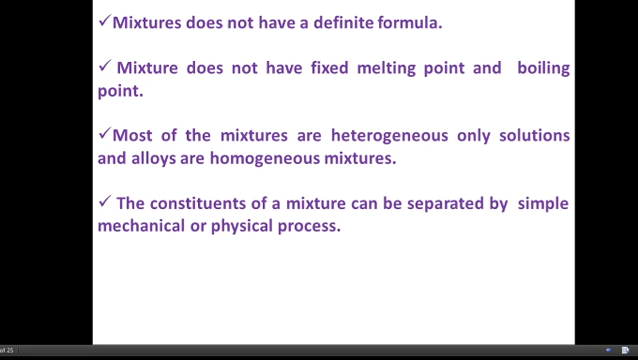 ✓Mixtures does not have a definite formula.
✓ Mixture does not have fixed melting point and boiling
point.
✓Most of the mixtures are heterogeneous only solutions
and alloys are homogeneous mixtures.
✓ The constituents of a mixture can be separated by simple
mechanical or physical process.
of 25